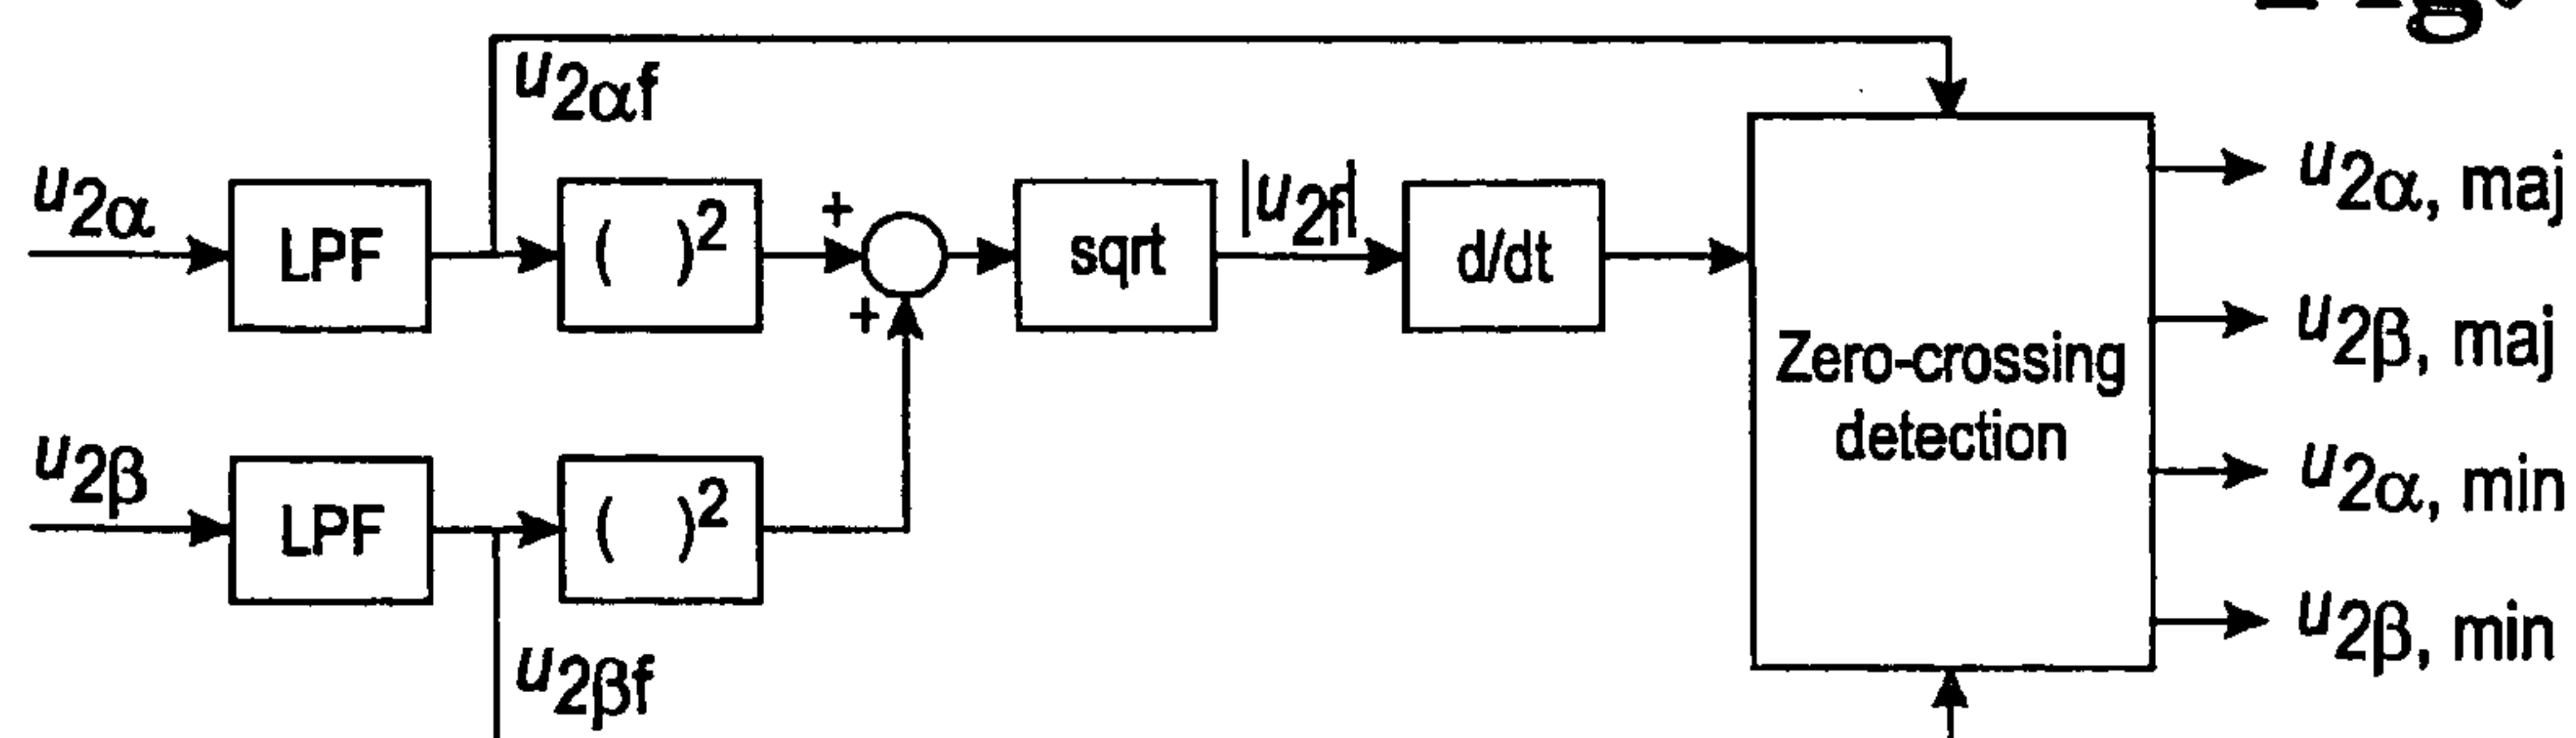 Fig.
u2αf
u2α
LPF
( )2
+
+
sqrt
|u2f|
d/dt
Zero-crossing
detection
u2α, maj
u2β, maj
u2α, min
u2β, min
u2β
LPF
( )2
u2βf